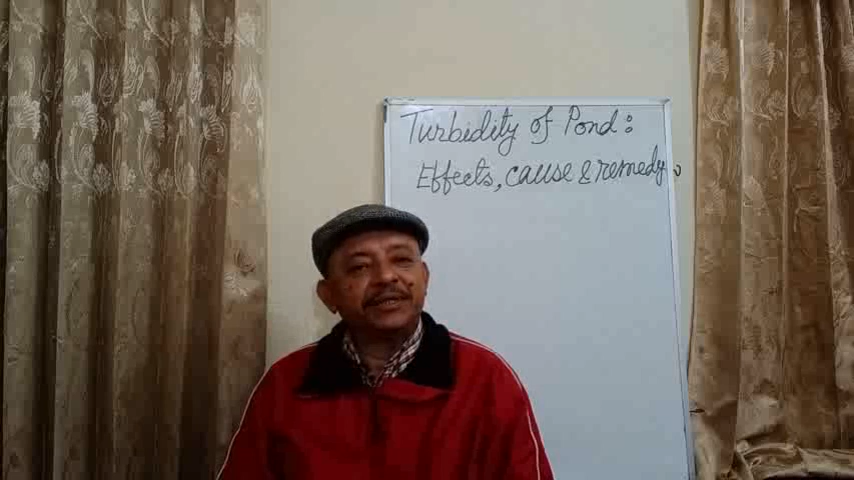 Turbidity of Pond:
Effects, cause & remedy.